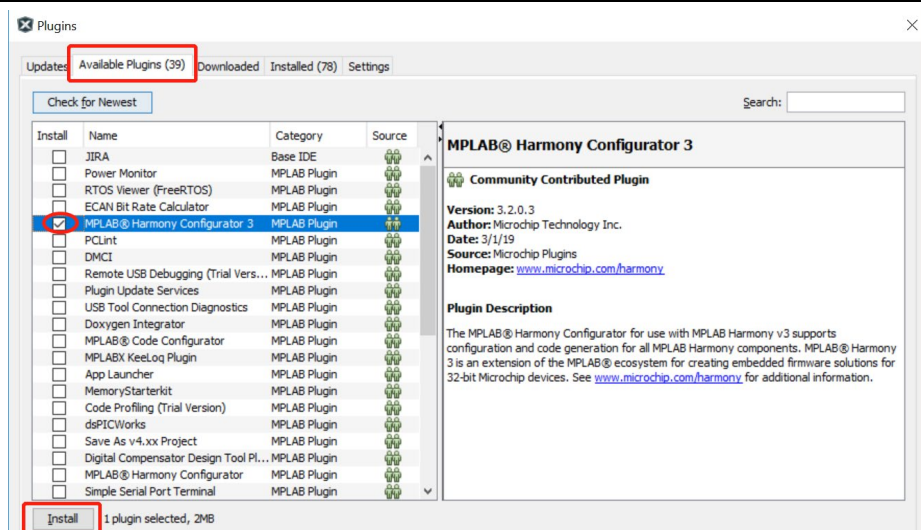 Plugins
Updates Available Plugins (39) Downloaded Installed (78) Settings
Check for Newest Search:
Install Name Category Source
JIRA Base IDE
Power Monitor MPLAB Plugin
RTOS Viewer (FreeRTOS) MPLAB Plugin
ECAN Bit Rate Calculator MPLAB Plugin
MPLAB® Harmony Configurator 3 MPLAB Plugin
PCLint MPLAB Plugin
DMCI MPLAB Plugin
Remote USB Debugging (Trial Vers... MPLAB Plugin
Plugin Update Services MPLAB Plugin
USB Tool Connection Diagnostics MPLAB Plugin
Doxygen Integrator MPLAB Plugin
MPLAB® Code Configurator MPLAB Plugin
MPLABX KeeLoq Plugin MPLAB Plugin
App Launcher MPLAB Plugin
MemoryStarterkit MPLAB Plugin
Code Profiling (Trial Version) MPLAB Plugin
dsPICWorks MPLAB Plugin
Save As v4.xx Project MPLAB Plugin
Digital Compensator Design Tool Pl... MPLAB Plugin
MPLAB® Harmony Configurator MPLAB Plugin
Simple Serial Port Terminal MPLAB Plugin
MPLAB® Harmony Configurator 3
Community Contributed Plugin
Version: 3.2.0.3
Author: Microchip Technology Inc.
Date: 3/1/19
Source: Microchip Plugins
Homepage: www.microchip.com/harmony
Plugin Description
The MPLAB® Harmony Configurator for use with MPLAB Harmony v3 supports
configuration and code generation for all MPLAB Harmony components. MPLAB® Harmony
3 is an extension of the MPLAB® ecosystem for creating embedded firmware solutions for
32-bit Microchip devices. See www.microchip.com/harmony for additional information.
Install 1 plugin selected, 2MB